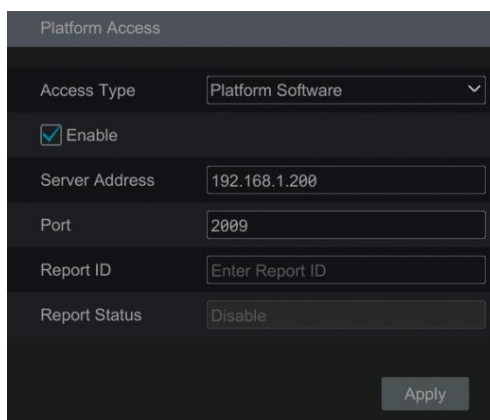 Platform Access
Access Type Platform Software
Enable
Server Address 192.168.1.200
Port 2009
Report ID Enter Report ID
Report Status Disable
Apply